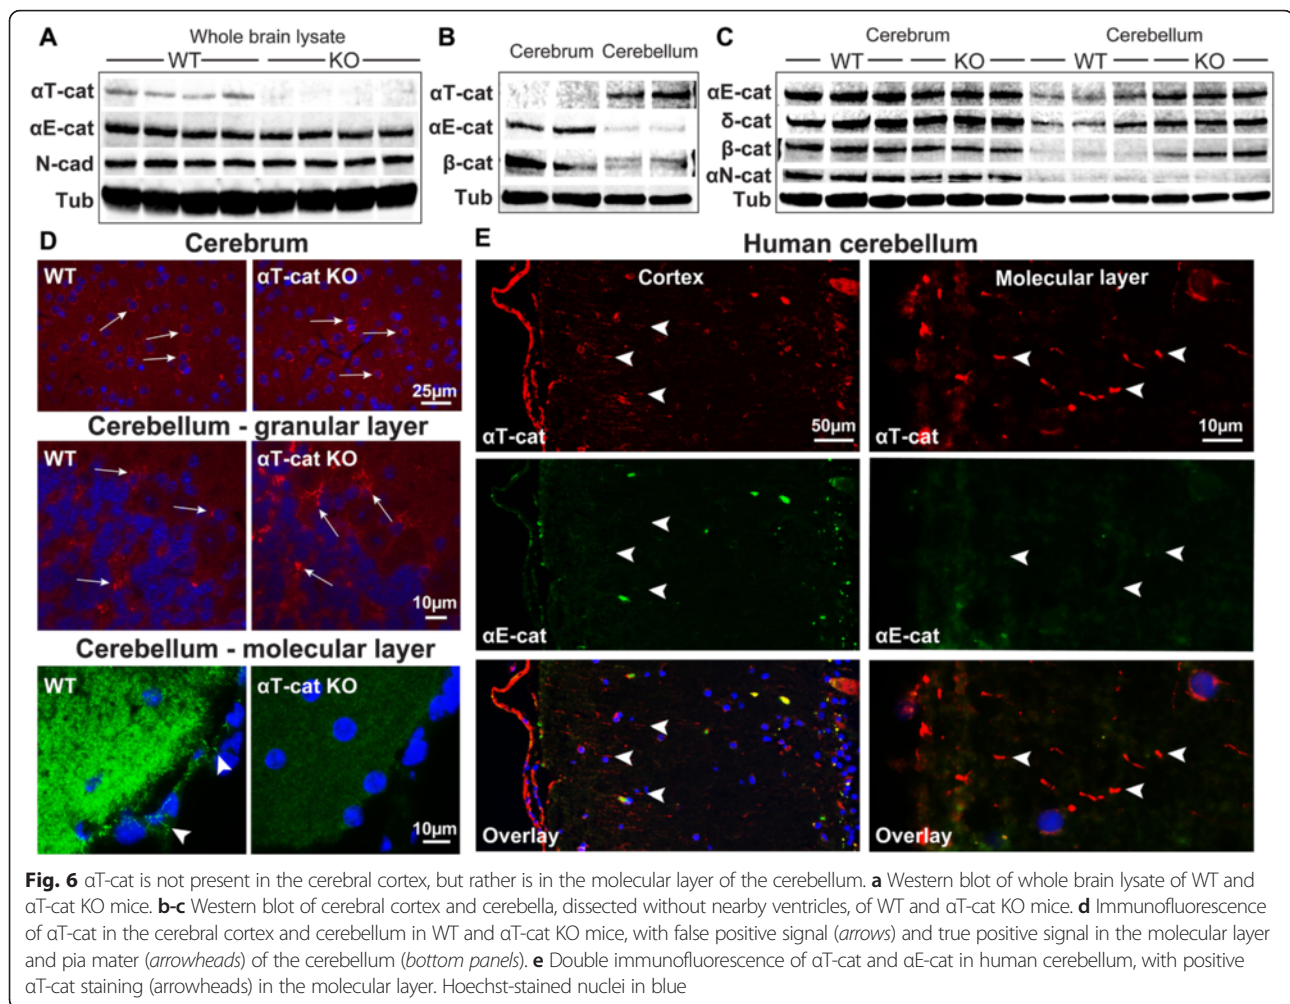 A
Whole brain lysate
WT KO
αT-cat
αE-cat
N-cad
Tub
B
Cerebrum Cerebellum
αT-cat
αE-cat
β-cat
Tub
C
Cerebrum Cerebellum
WT KO WT KO
αE-cat
δ-cat
β-cat
αN-cat
Tub
D
Cerebrum
WT αT-cat KO
25μm
Cerebellum - granular layer
WT αT-cat KO
10μm
Cerebellum - molecular layer
WT αT-cat KO
10μm
E
Human cerebellum
Cortex Molecular layer
αT-cat 50μm αT-cat 10μm
αE-cat αE-cat
Overlay Overlay
Fig. 6 αT-cat is not present in the cerebral cortex, but rather is in the molecular layer of the cerebellum. a Western blot of whole brain lysate of WT and
αT-cat KO mice. b-c Western blot of cerebral cortex and cerebella, dissected without nearby ventricles, of WT and αT-cat KO mice. d Immunofluorescence
of αT-cat in the cerebral cortex and cerebellum in WT and αT-cat KO mice, with false positive signal (arrows) and true positive signal in the molecular layer
and pia mater (arrowheads) of the cerebellum (bottom panels). e Double immunofluorescence of αT-cat and αE-cat in human cerebellum, with positive
αT-cat staining (arrowheads) in the molecular layer. Hoechst-stained nuclei in blue